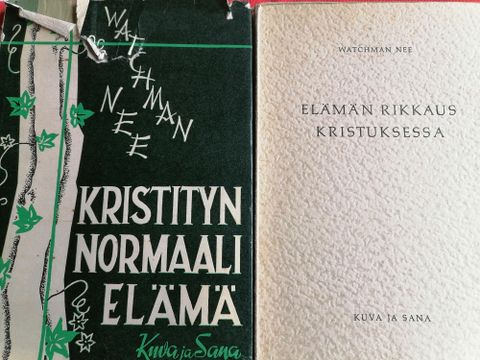 WATCHMAN
NEE
KRISTITYN
NORMAALI
ELÄMÄ
Kuva ja Sana
WATCHMAN NEE
ELÄMÄN RIKKAUS
KRISTUKSESSA
KUVA JA SANA